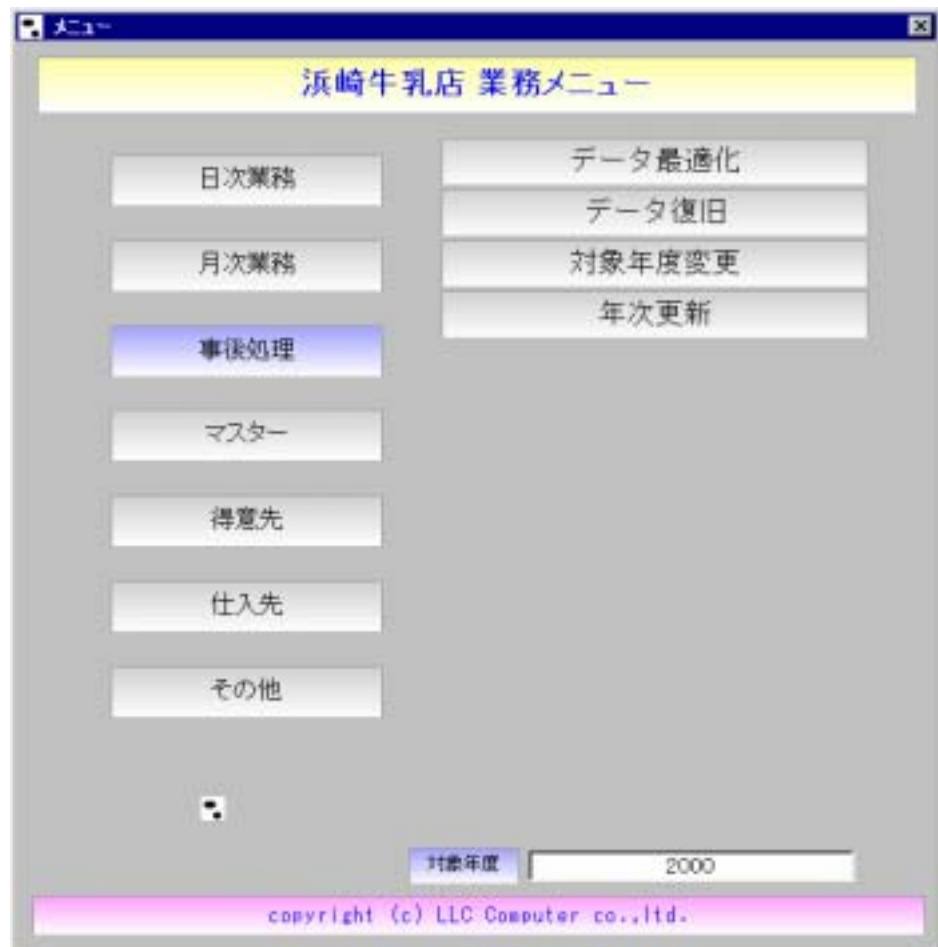 メニュー
浜崎牛乳店 業務メニュー
日次業務
月次業務
事後処理
マスター
得意先
仕入先
その他
データ最適化
データ復旧
対象年度変更
年次更新
対象年度 2000
copyright (c) LLC Computer co.,ltd.